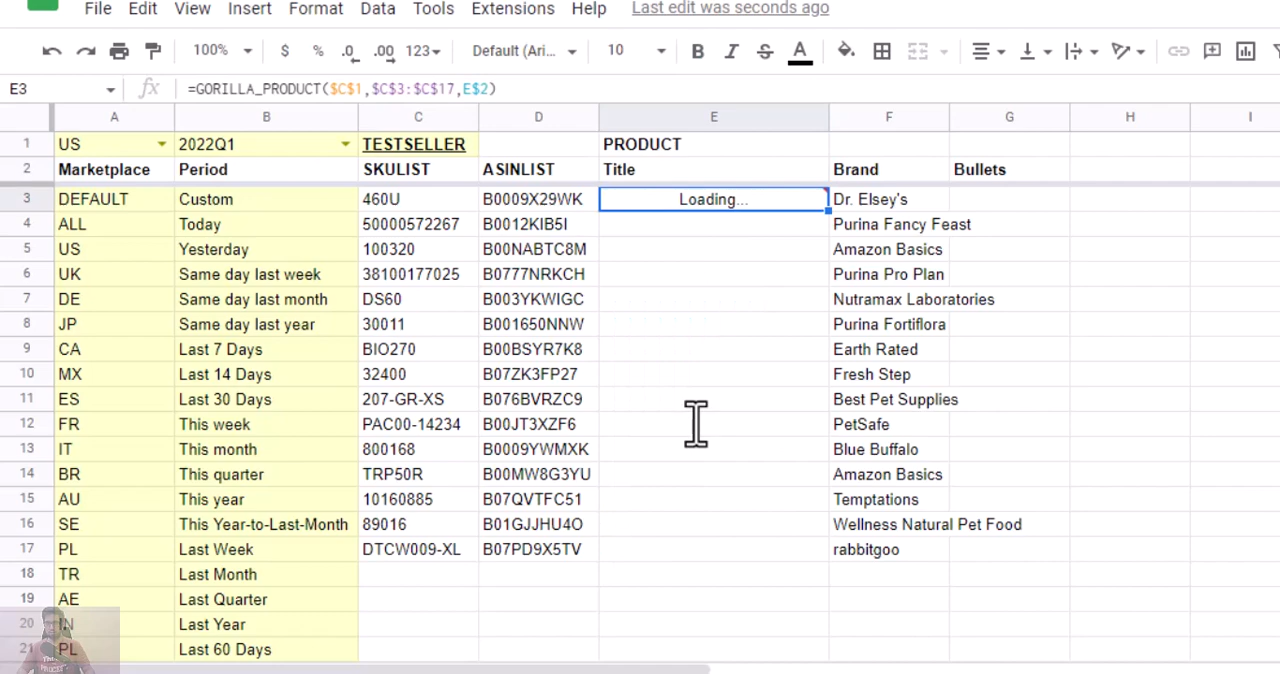 File Edit View Insert Format Data Tools Extensions Help Last edit was seconds ago
100% $ % .0 .00 123 Default (Ari... 10 B I S A
E3 fx =GORILLA_PRODUCT($C$1,$C$3:$C$17,E$2)
A B C D E F G H I
1 US 2022Q1 TESTSELLER PRODUCT
2 Marketplace Period SKULIST ASINLIST Title Brand Bullets
3 DEFAULT Custom 460U B0009X29WK Loading... Dr. Elsey's
4 ALL Today 50000572267 B0012KIB5I Purina Fancy Feast
5 US Yesterday 100320 B00NABTC8M Amazon Basics
6 UK Same day last week 38100177025 B0777NRKCH Purina Pro Plan
7 DE Same day last month DS60 B003YKWIGC Nutramax Laboratories
8 JP Same day last year 30011 B001650NNW Purina Fortiflora
9 CA Last 7 Days BIO270 B00BSYR7K8 Earth Rated
10 MX Last 14 Days 32400 B07ZK3FP27 Fresh Step
11 ES Last 30 Days 207-GR-XS B076BVRZC9 Best Pet Supplies
12 FR This week PAC00-14234 B00JT3XZF6 PetSafe
13 IT This month 800168 B0009YWMXK Blue Buffalo
14 BR This quarter TRP50R B00MW8G3YU Amazon Basics
15 AU This year 10160885 B07QVTFC51 Temptations
16 SE This Year-to-Last-Month 89016 B01GJJHU4O Wellness Natural Pet Food
17 PL Last Week DTCW009-XL B07PD9X5TV rabbitgoo
18 TR Last Month
19 AE Last Quarter
20 IN Last Year
21 PL Last 60 Days